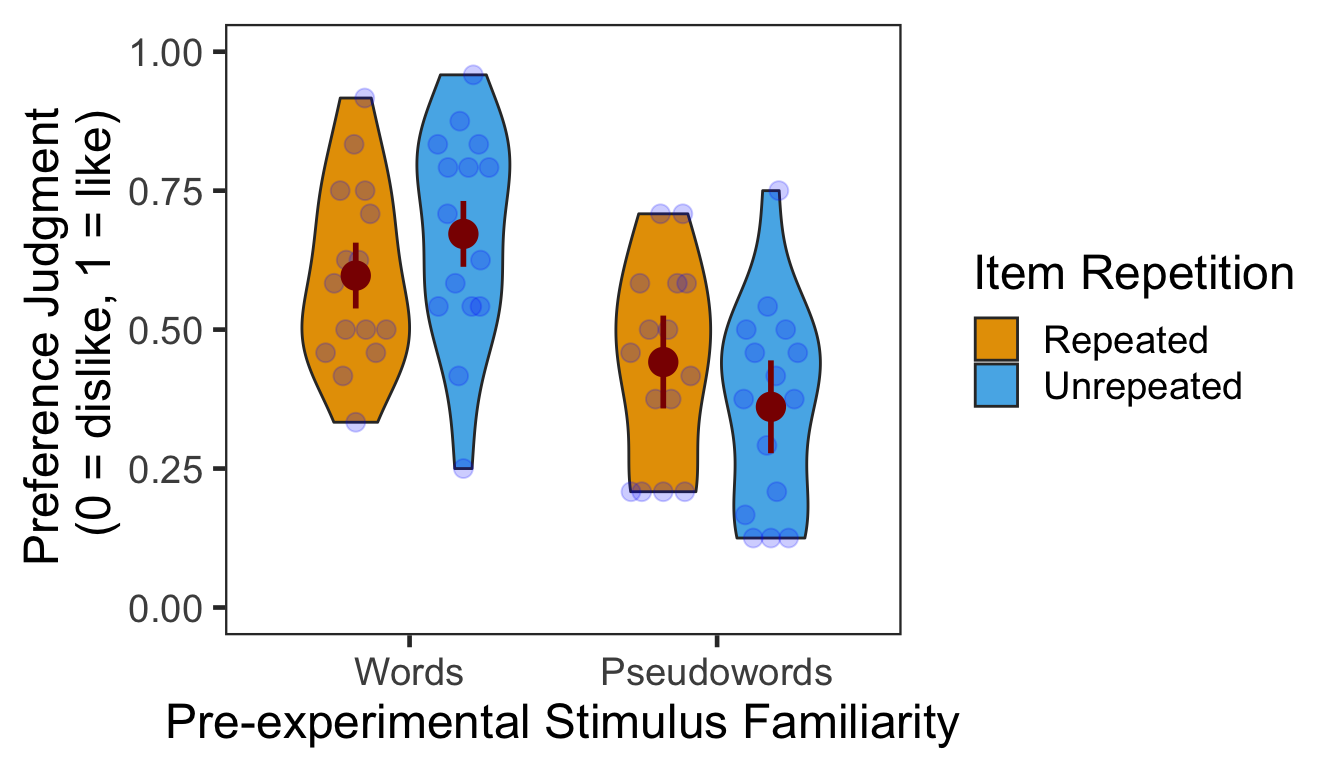 Preference Judgment
(0 = dislike, 1 = like)
1.00
0.75
0.50
0.25
0.00
Words
Pseudowords
Pre-experimental Stimulus Familiarity
Item Repetition
Repeated
Unrepeated